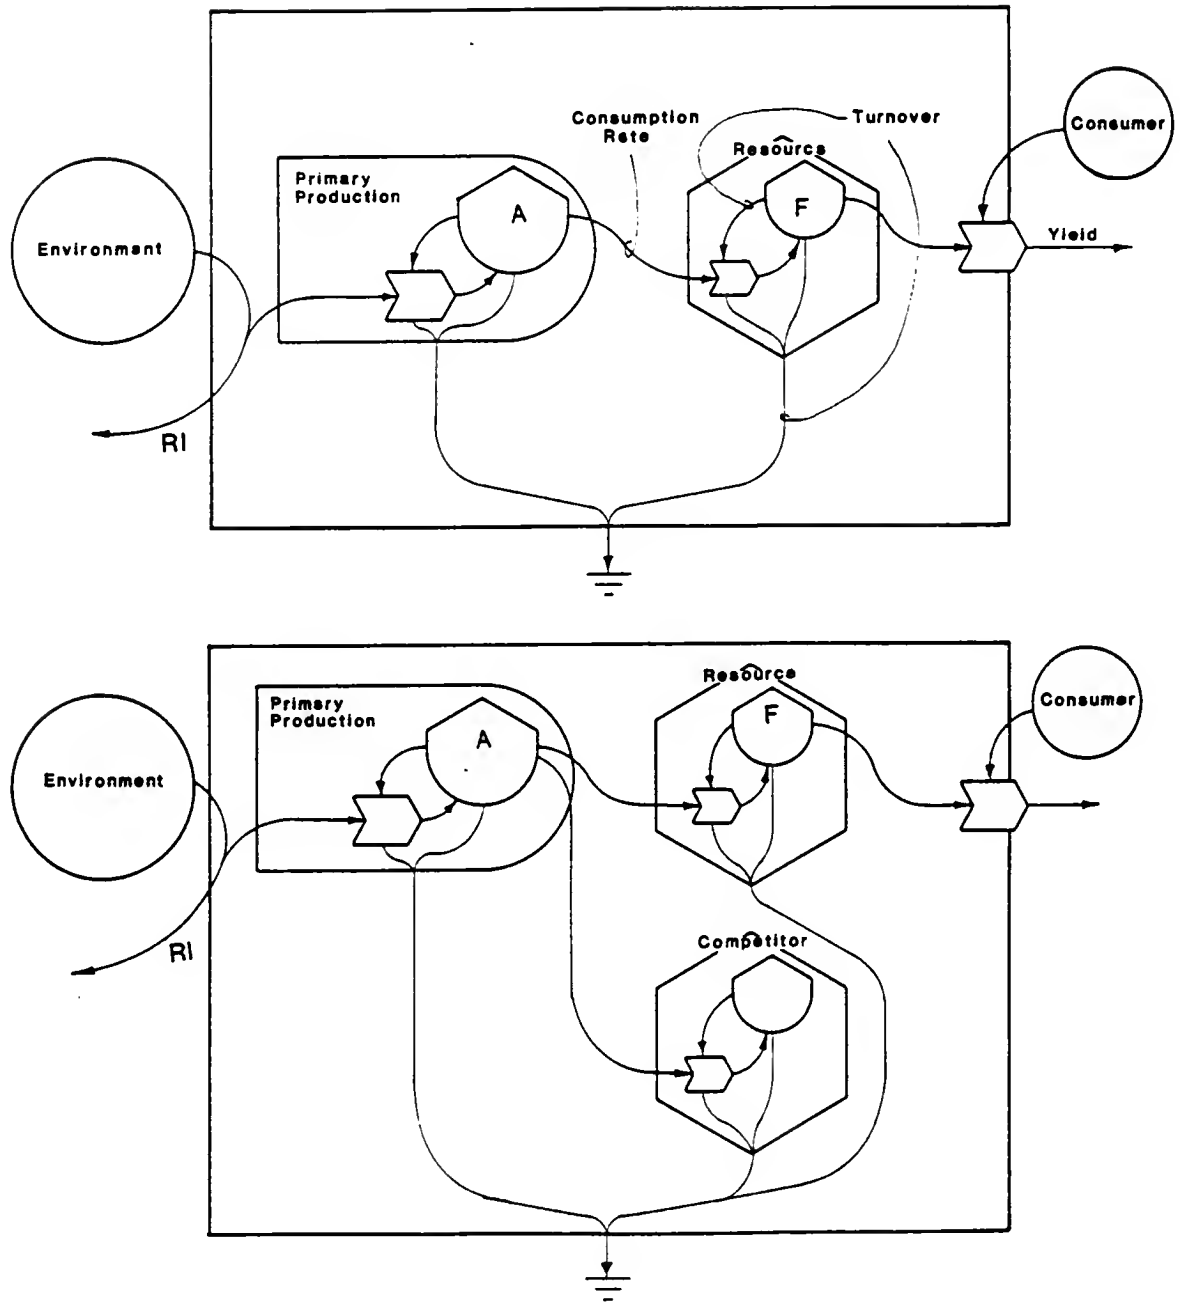 Consumption
Rate
Turnover
Consumer
Resource
Primary
Production
A
F
Environment
Yield
RI
Resource
Primary
Production
F
Consumer
A
Environment
Competitor
RI